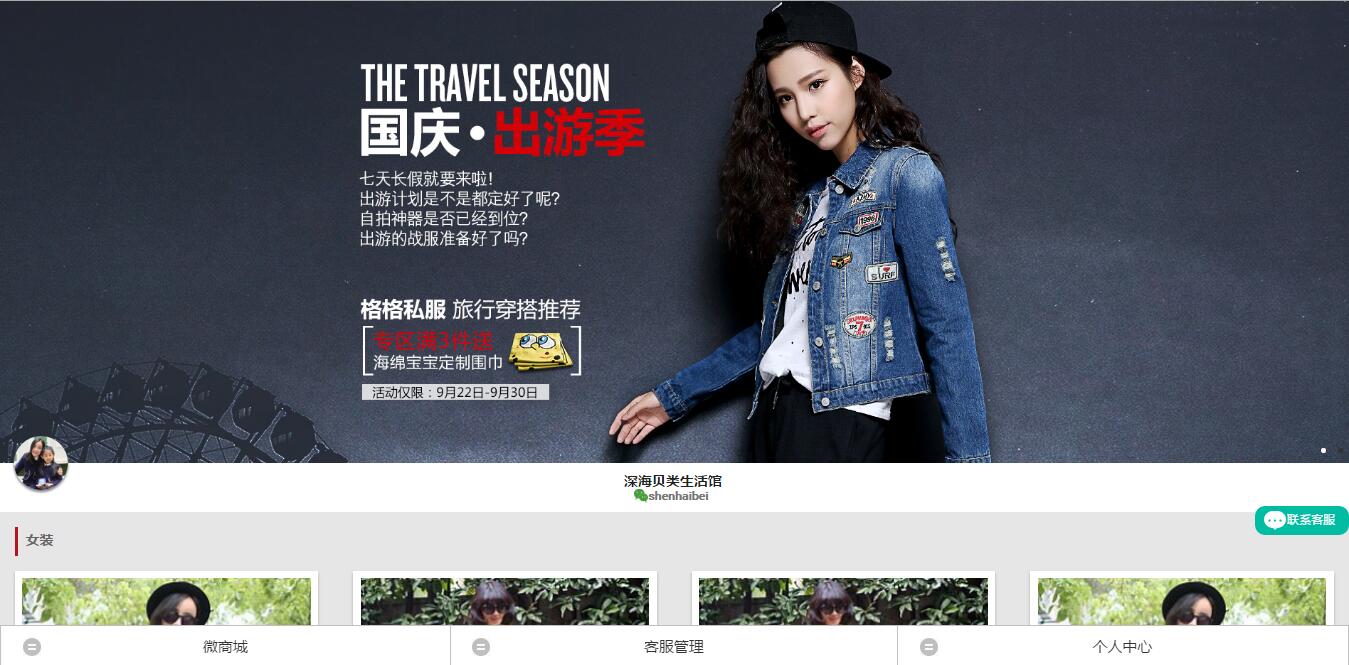 THE TRAVEL SEASON
国庆·出游季
七天长假就要来啦!
出游计划是不是都定好了呢?
自拍神器是否已经到位?
出游的战服准备好了吗?
格格私服 旅行穿搭推荐
专区满3件送
海绵宝宝定制围巾
活动仅限：9月22日-9月30日
SURF
深海贝类生活馆
shenhaibei
联系客服
女装
微商城
客服管理
个人中心